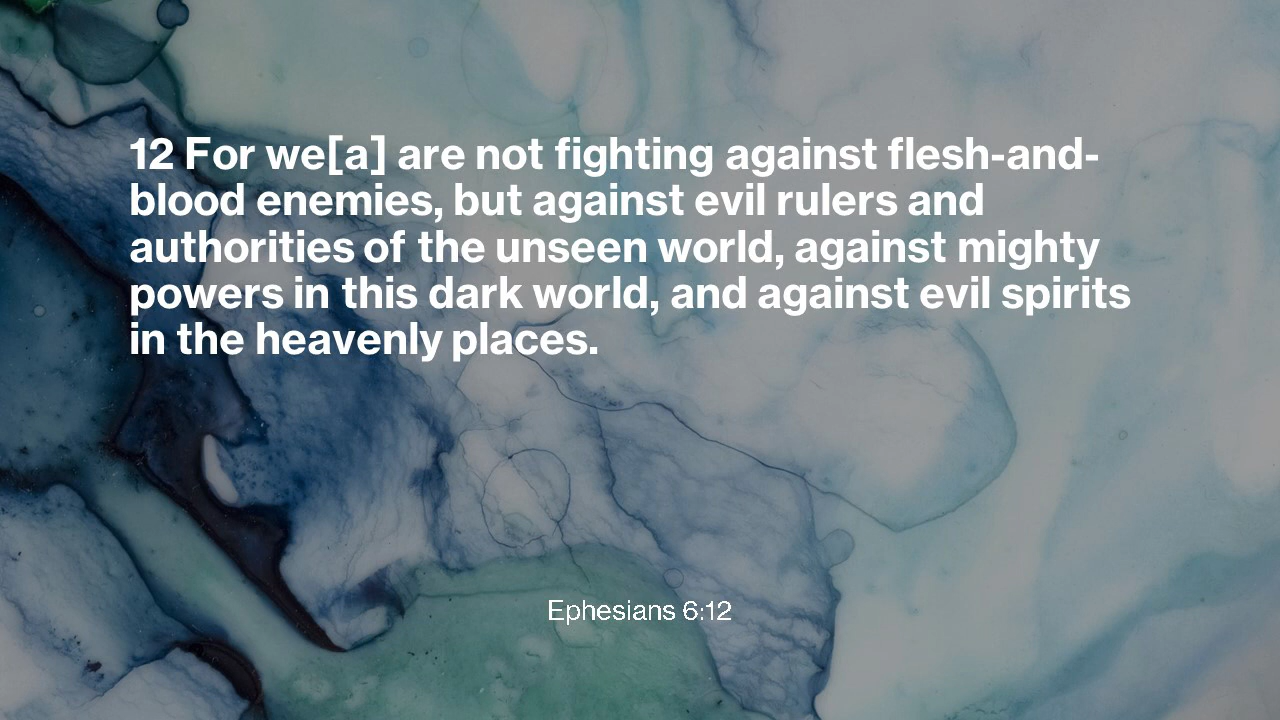 12 For we[a] are not fighting against flesh-and-
blood enemies, but against evil rulers and
authorities of the unseen world, against mighty
powers in this dark world, and against evil spirits
in the heavenly places.
Ephesians 6:12